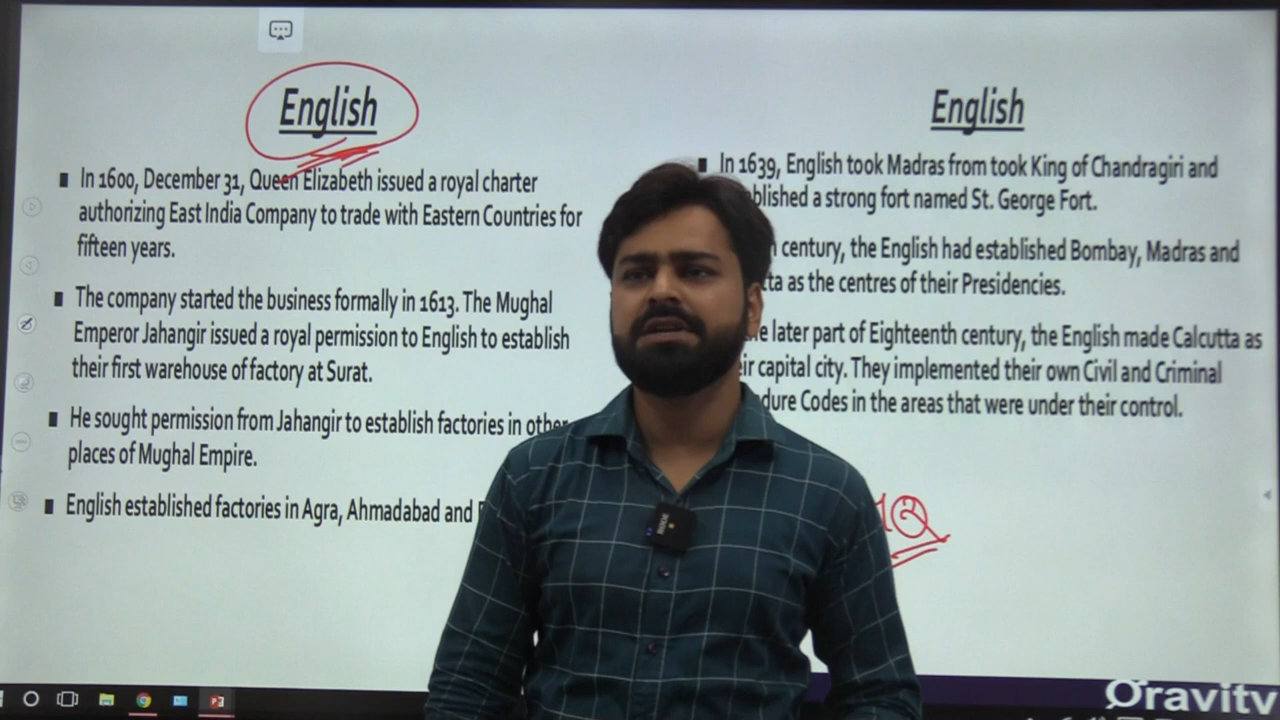 English
In 1600, December 31, Queen Elizabeth issued a royal charter
authorizing East India Company to trade with Eastern Countries for
fifteen years.
The company started the business formally in 1613. The Mughal
Emperor Jahangir issued a royal permission to English to establish
their first warehouse of factory at Surat.
He sought permission from Jahangir to establish factories in other
places of Mughal Empire.
English established factories in Agra, Ahmadabad and
English
In 1639, English took Madras from took King of Chandragiri and
blished a strong fort named St. George Fort.
century, the English had established Bombay, Madras and
tta as the centres of their Presidencies.
later part of Eighteenth century, the English made Calcutta as
eir capital city. They implemented their own Civil and Criminal
dure Codes in the areas that were under their control.
RODE
Gravity